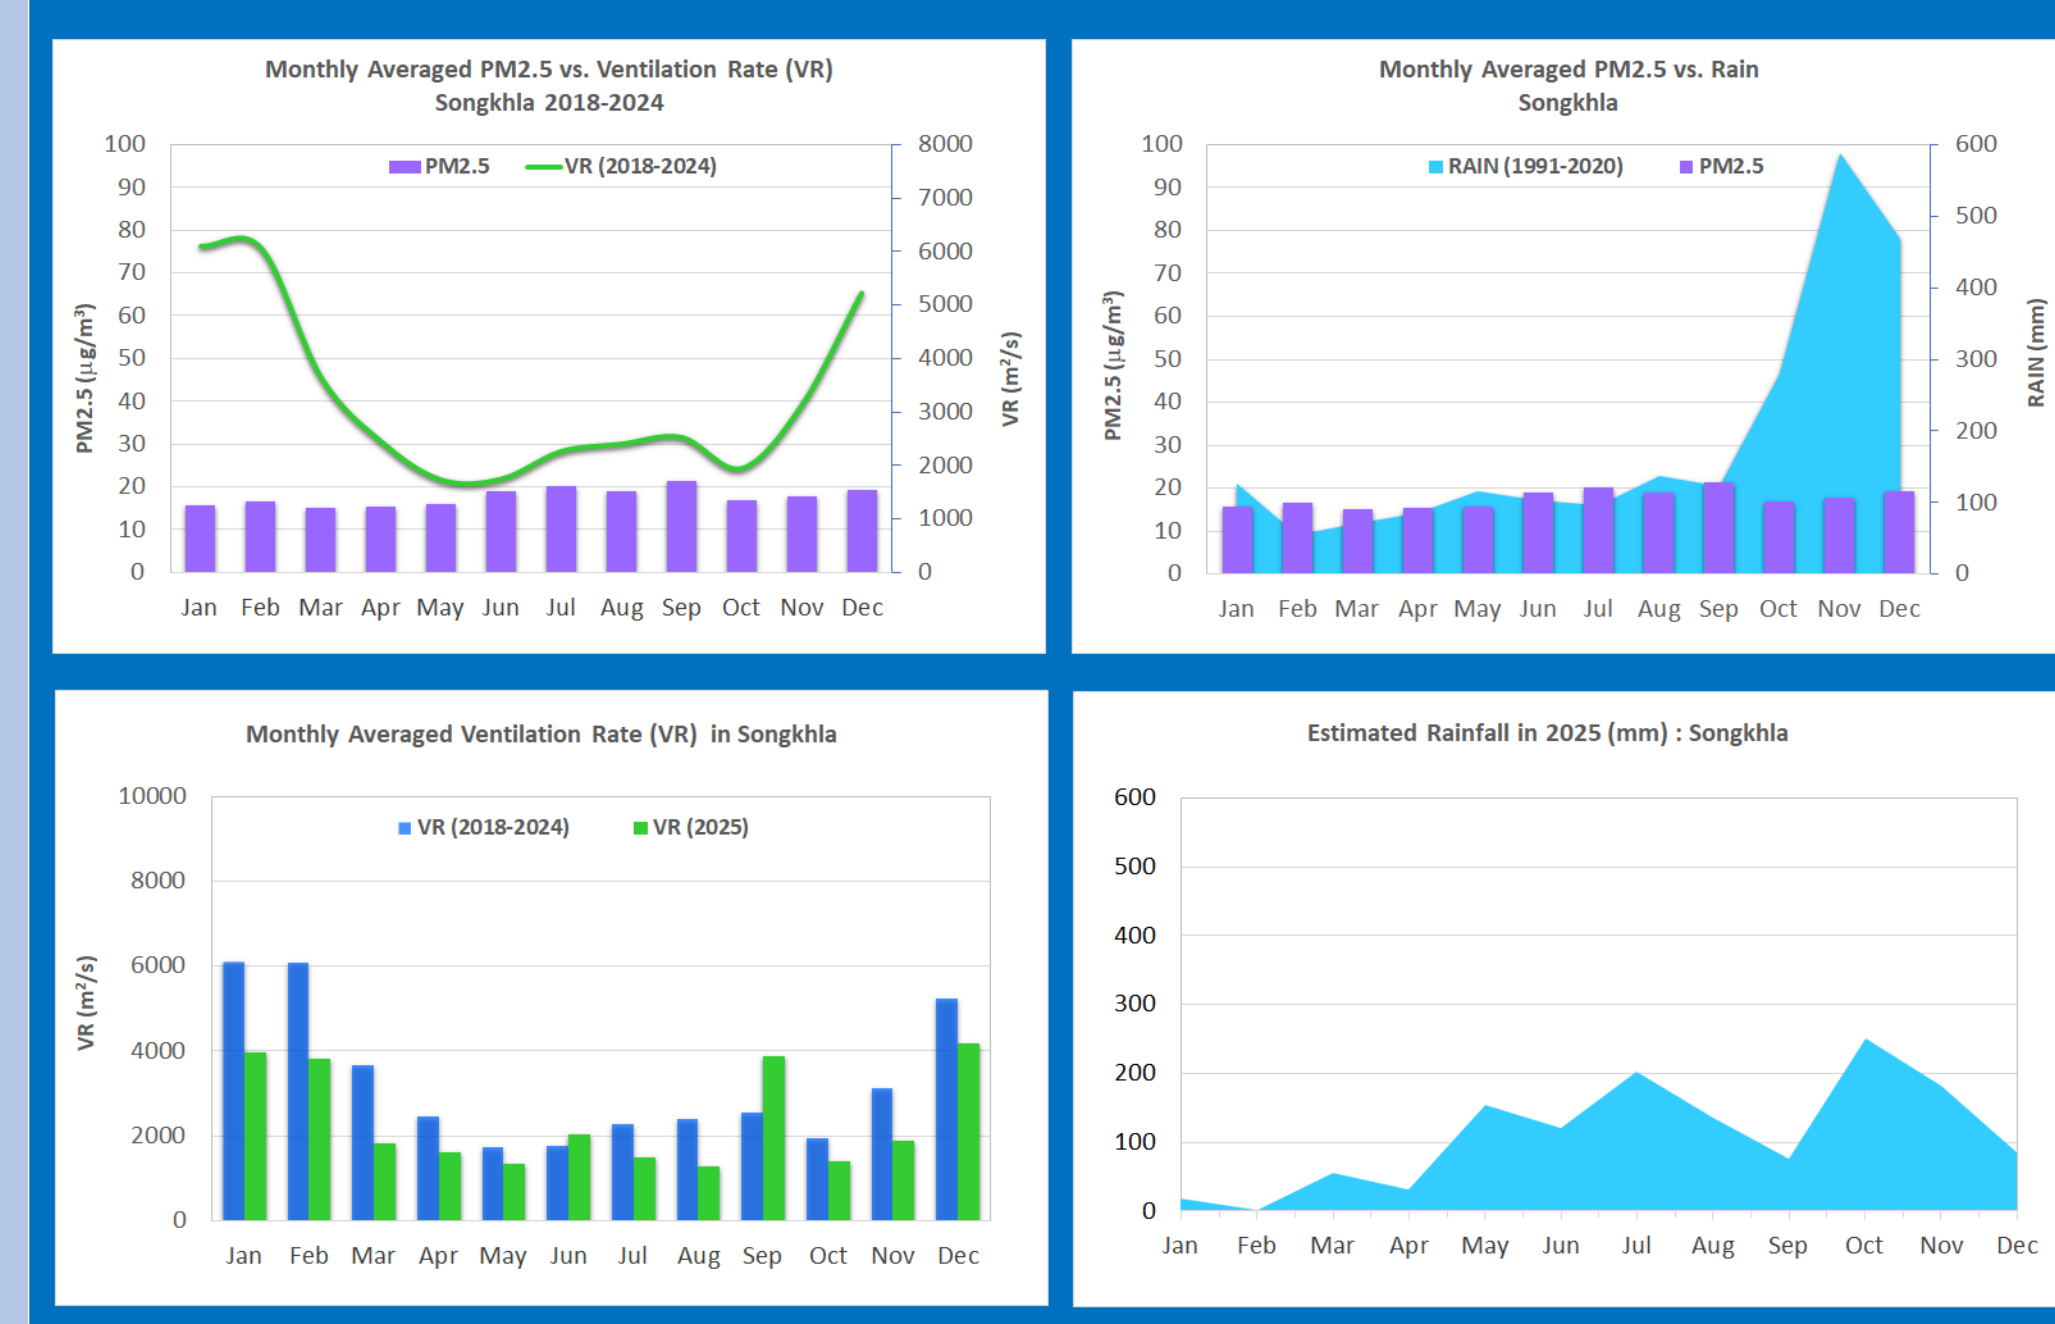 Monthly Averaged PM2.5 vs. Ventilation Rate (VR)
Songkhla 2018-2024
PM2.5
VR (2018-2024)
100
90
80
70
60
50
40
30
20
10
0
PM2.5 (µg/m³)
8000
7000
6000
5000
4000
3000
2000
1000
0
VR (m²/s)
Jan Feb Mar Apr May Jun Jul Aug Sep Oct Nov Dec
Monthly Averaged PM2.5 vs. Rain
Songkhla
RAIN (1991-2020)
PM2.5
100
90
80
70
60
50
40
30
20
10
0
PM2.5 (µg/m³)
600
500
400
300
200
100
0
RAIN (mm)
Jan Feb Mar Apr May Jun Jul Aug Sep Oct Nov Dec
Monthly Averaged Ventilation Rate (VR) in Songkhla
VR (2018-2024)
VR (2025)
10000
8000
6000
4000
2000
0
VR (m²/s)
Jan Feb Mar Apr May Jun Jul Aug Sep Oct Nov Dec
Estimated Rainfall in 2025 (mm) : Songkhla
600
500
400
300
200
100
0
Jan Feb Mar Apr May Jun Jul Aug Sep Oct Nov Dec